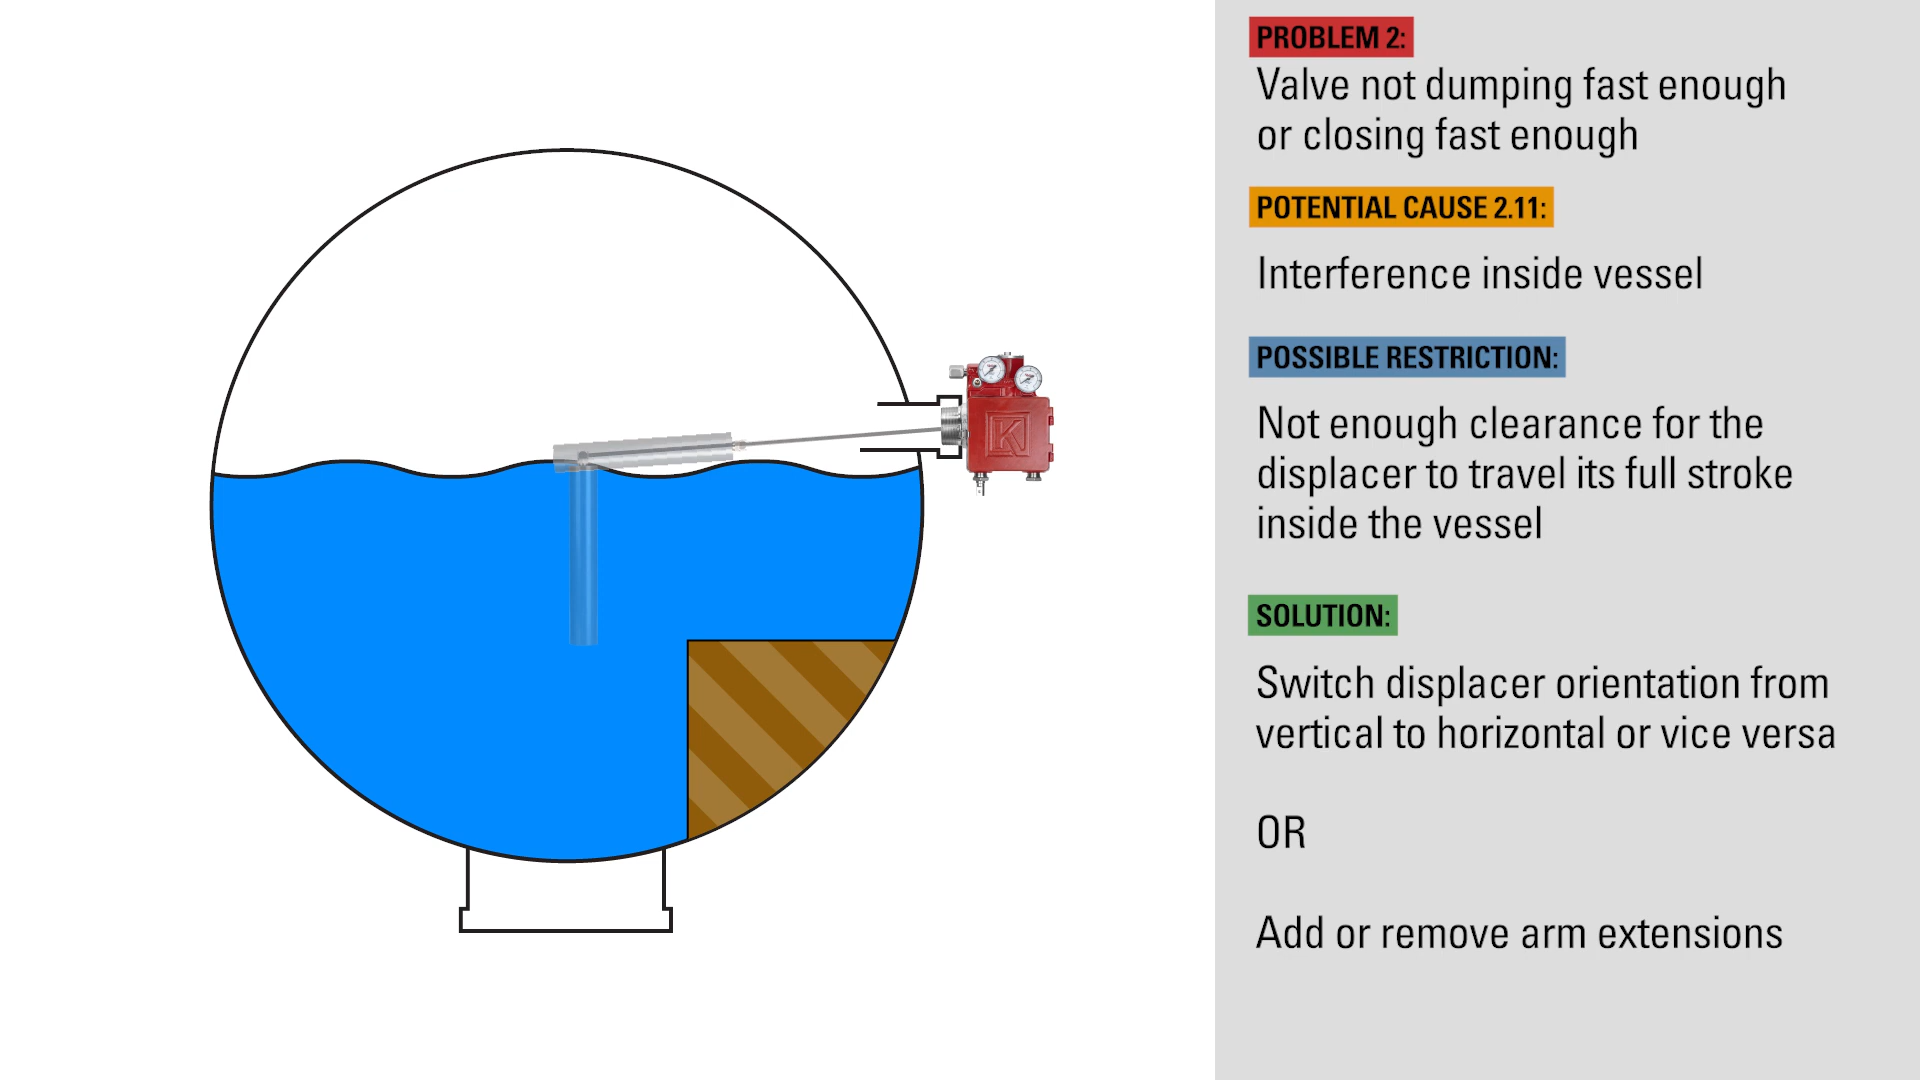 PROBLEM 2:
Valve not dumping fast enough
or closing fast enough
POTENTIAL CAUSE 2.11:
Interference inside vessel
POSSIBLE RESTRICTION:
Not enough clearance for the
displacer to travel its full stroke
inside the vessel
SOLUTION:
Switch displacer orientation from
vertical to horizontal or vice versa
OR
Add or remove arm extensions
K